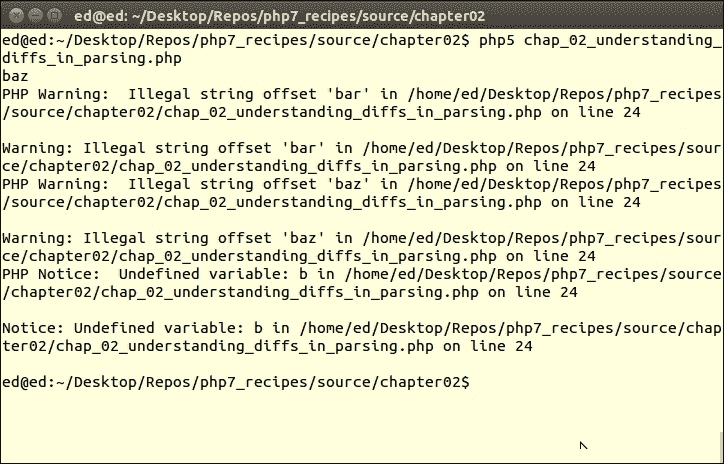 ed@ed: ~/Desktop/Repos/php7_recipes/source/chapter02
ed@ed:~/Desktop/Repos/php7_recipes/source/chapter02$ php5 chap_02_understanding_
diffs_in_parsing.php
baz
PHP Warning:  Illegal string offset 'bar' in /home/ed/Desktop/Repos/php7_recipes
/source/chapter02/chap_02_understanding_diffs_in_parsing.php on line 24

Warning: Illegal string offset 'bar' in /home/ed/Desktop/Repos/php7_recipes/sour
ce/chapter02/chap_02_understanding_diffs_in_parsing.php on line 24
PHP Warning:  Illegal string offset 'baz' in /home/ed/Desktop/Repos/php7_recipes
/source/chapter02/chap_02_understanding_diffs_in_parsing.php on line 24

Warning: Illegal string offset 'baz' in /home/ed/Desktop/Repos/php7_recipes/sour
ce/chapter02/chap_02_understanding_diffs_in_parsing.php on line 24
PHP Notice:  Undefined variable: b in /home/ed/Desktop/Repos/php7_recipes/source
/chapter02/chap_02_understanding_diffs_in_parsing.php on line 24

Notice: Undefined variable: b in /home/ed/Desktop/Repos/php7_recipes/source/chap
ter02/chap_02_understanding_diffs_in_parsing.php on line 24

ed@ed:~/Desktop/Repos/php7_recipes/source/chapter02$